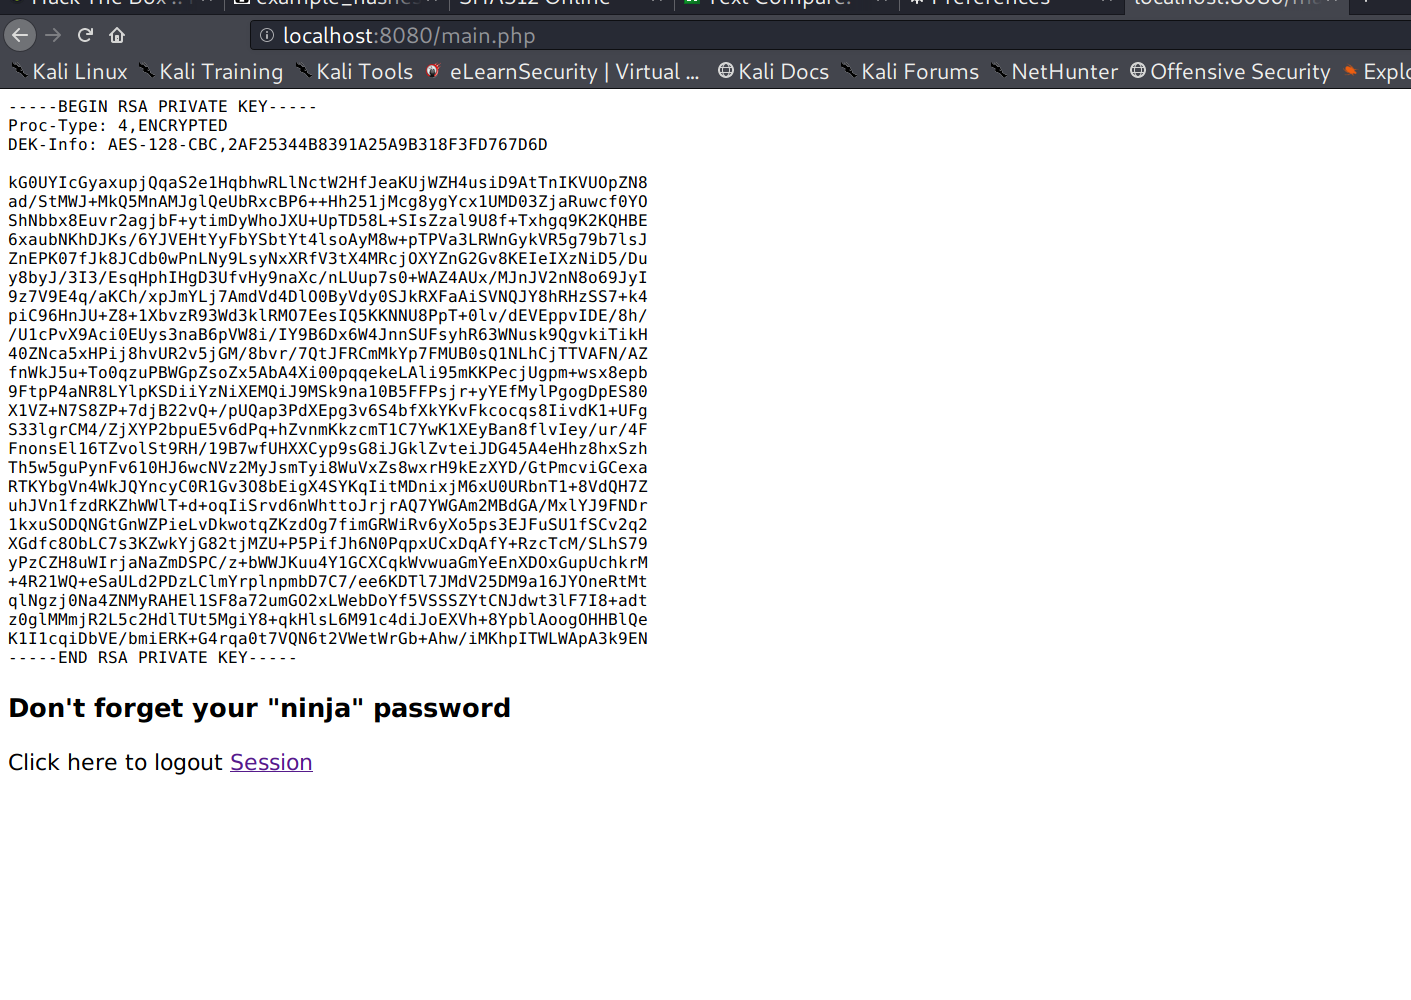 localhost:8080/main.php
Kali Linux Kali Training Kali Tools eLearnSecurity | Virtual ... Kali Docs Kali Forums NetHunter Offensive Security Explo
-----BEGIN RSA PRIVATE KEY-----
Proc-Type: 4,ENCRYPTED
DEK-Info: AES-128-CBC,2AF25344B8391A25A9B318F3FD767D6D
kG0UYIcGyaxupjQqaS2e1HqbhwRLlNctW2HfJeaKUjWZH4usiD9AtTnIKVUOpZN8
ad/StMWJ+MkQ5MnAMJglQeUbRxcBP6++Hh251jMcg8ygYcx1UMD03ZjaRuwcf0YO
ShNbbx8Euvr2agjbF+ytimDyWhoJXU+UpTD58L+SIsZzal9U8f+Txhgq9K2KQHBE
6xaubNKhDJKs/6YJVEHtYyFbYSbtYt4lsoAyM8w+pTPVa3LRWnGykVR5g79b7lsJ
ZnEPK07fJk8JCdb0wPnLNy9LsyNxXRfV3tX4MRcjOXYZnG2Gv8KEIeIXzNiD5/Du
y8byJ/3I3/EsqHphIHgD3UfvHy9naXc/nLUup7s0+WAZ4AUx/MJnJV2nN8o69JyI
9z7V9E4q/aKCh/xpJmYLj7AmdVd4DlO0ByVdy0SJkRXFaAiSVNQJY8hRHzSS7+k4
piC96HnJU+Z8+1XbvzR93Wd3klRMO7EesIQ5KKNNU8PpT+0lv/dEVEppvIDE/8h/
/U1cPvX9Aci0EUys3naB6pVW8i/IY9B6Dx6W4JnnSUFsyhR63WNusk9QgvkiTikH
40ZNca5xHPij8hvUR2v5jGM/8bvr/7QtJFRCmMkYp7FMUB0sQ1NLhCjTTVAFN/AZ
fnWkJ5u+To0qzuPBWGpZsoZx5AbA4Xi00pqqekeLAli95mKKPecjUgpm+wsx8epb
9FtpP4aNR8LYlpKSDiiYzNiXEMQiJ9MSk9na10B5FFPsjr+yYEfMylPgogDpES80
X1VZ+N7S8ZP+7djB22vQ+/pUQap3PdXEpg3v6S4bfXkYKvFkcocqs8IivdK1+UFg
S33lgrCM4/ZjXYP2bpuE5v6dPq+hZvnmKkzcmT1C7YwK1XEyBan8flvIey/ur/4F
FnonsEl16TZvolSt9RH/19B7wfUHXXCyp9sG8iJGklZvteiJDG45A4eHhz8hxSzh
Th5w5guPynFv610HJ6wcNVz2MyJsmTyi8WuVxZs8wxrH9kEzXYD/GtPmcviGCexa
RTKYbgVn4WkJQYncyC0R1Gv3O8bEigX4SYKqIitMDnixjM6xU0URbnT1+8VdQH7Z
uhJVn1fzdRKZhWWlT+d+oqIiSrvd6nWhttoJrjrAQ7YWGAm2MBdGA/MxlYJ9FNDr
1kxuSODQNGtGnWZPieLvDkwotqZKzdOg7fimGRWiRv6yXo5ps3EJFuSU1fSCv2q2
XGdfc8ObLC7s3KZwkYjG82tjMZU+P5PifJh6N0PqpxUCxDqAfY+RzcTcM/SLhS79
yPzCZH8uWIrjaNaZmDSPC/z+bWWJKuu4Y1GCXCqkWvwuaGmYeEnXDOxGupUchkrM
+4R21WQ+eSaULd2PDzLClmYrplnpmbD7C7/ee6KDTl7JMdV25DM9a16JYOneRtMt
qlNgzj0Na4ZNMyRAHEl1SF8a72umGO2xLWebDoYf5VSSSZYtCNJdwt3lF7I8+adt
z0glMMmjR2L5c2HdlTUt5MgiY8+qkHlsL6M91c4diJoEXVh+8YpblAoogOHHBlQe
K1I1cqiDbVE/bmiERK+G4rqa0t7VQN6t2VWetWrGb+Ahw/iMKhpITWLWApA3k9EN
-----END RSA PRIVATE KEY-----
Don't forget your "ninja" password
Click here to logout Session